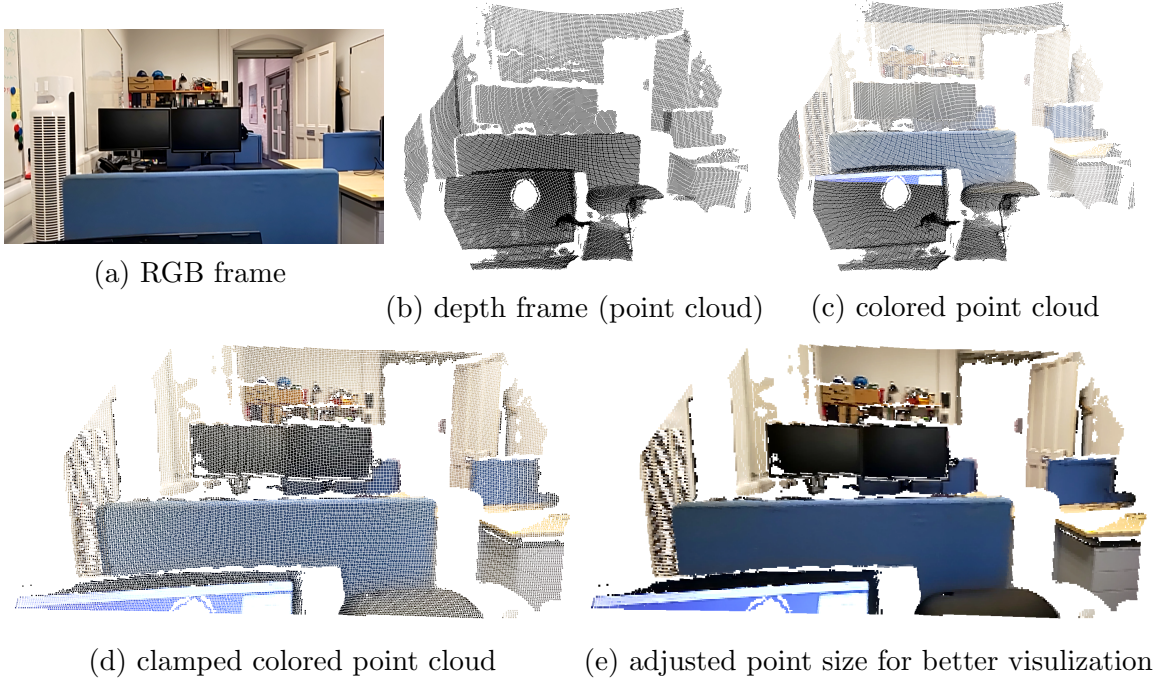 (a) RGB frame
(b) depth frame (point cloud)
(c) colored point cloud
(d) clamped colored point cloud
(e) adjusted point size for better visulization